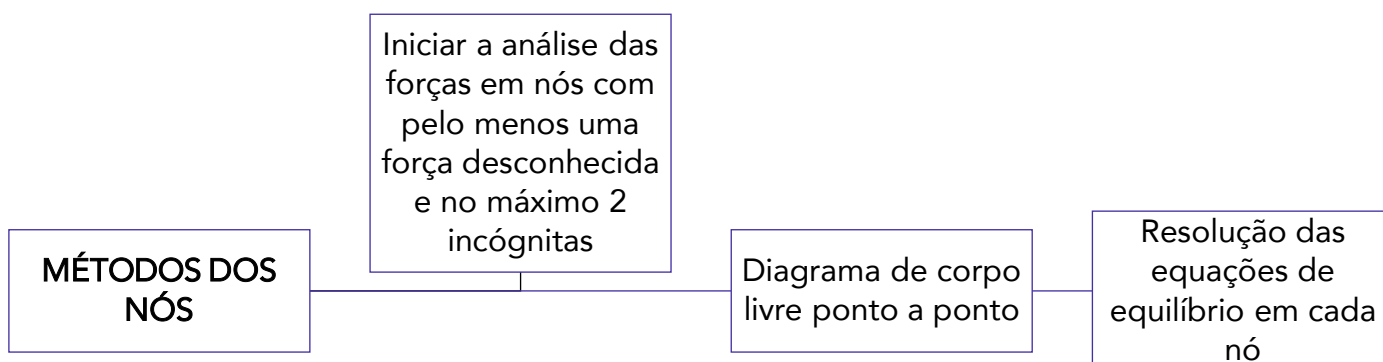 Iniciar a análise das
forças em nós com
pelo menos uma
força desconhecida
e no máximo 2
incógnitas
MÉTODOS DOS
NÓS
Diagrama de corpo
livre ponto a ponto
Resolução das
equações de
equilíbrio em cada
nó